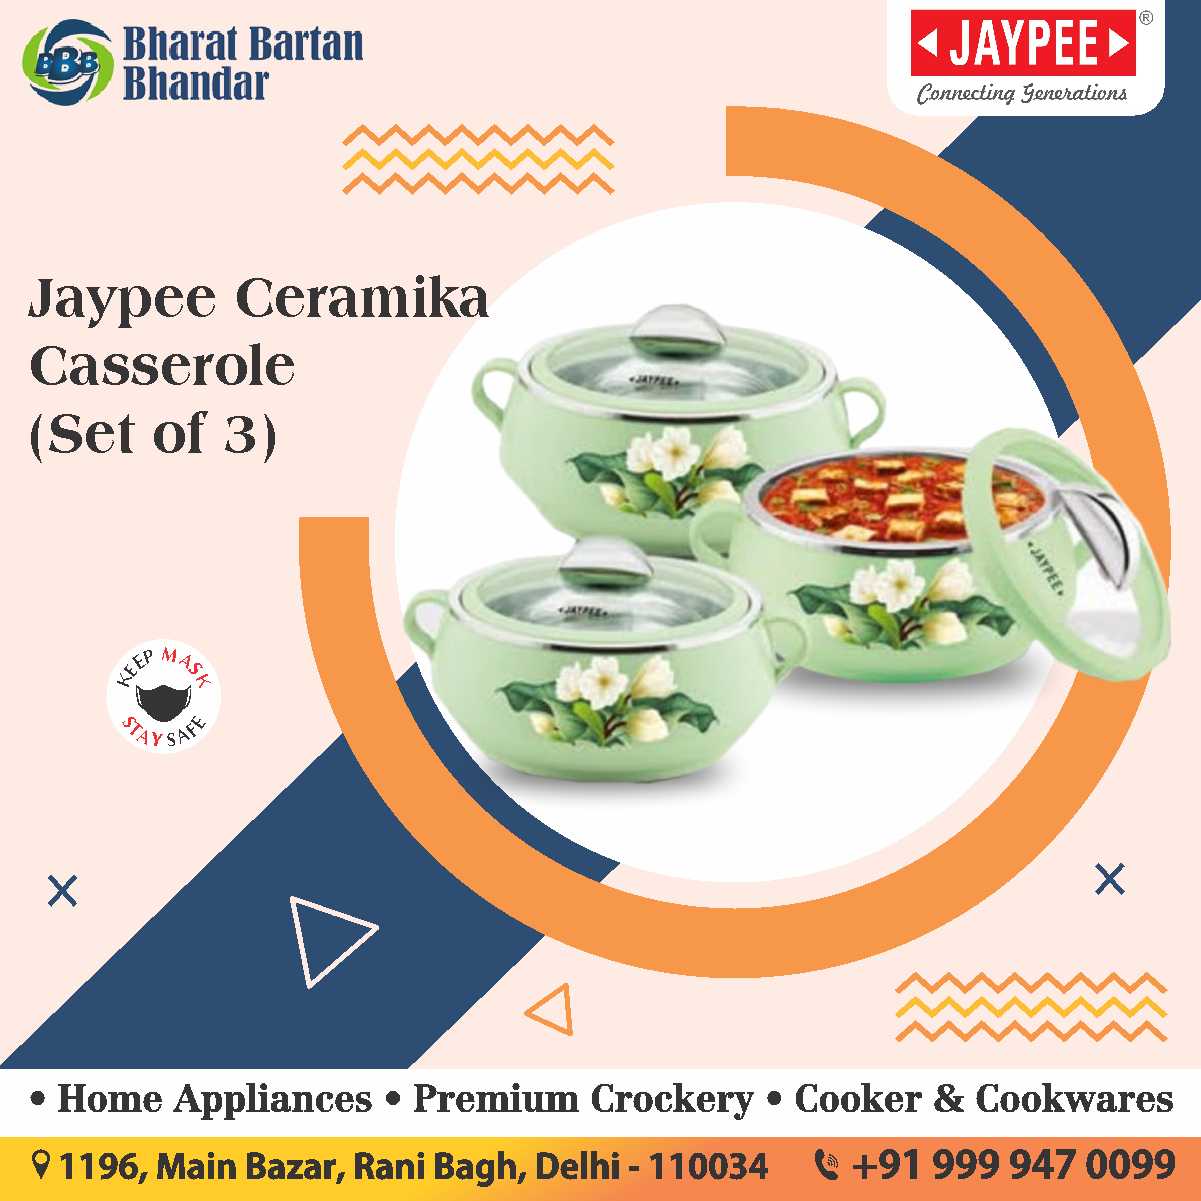 BBB Bharat Bartan
Bhandar
JAYPEE®
Connecting Generations
Jaypee Ceramika
Casserole
(Set of 3)
JAYPEE
JAYPEE
JAYPEE
KEEP MASK
STAY SAFE
• Home Appliances • Premium Crockery • Cooker & Cookwares
1196, Main Bazar, Rani Bagh, Delhi - 110034 +91 999 947 0099